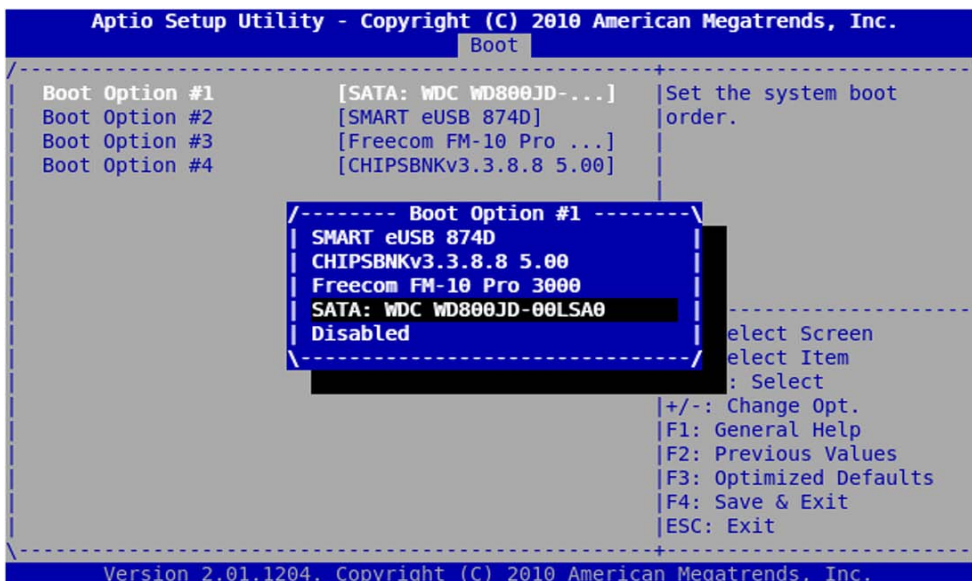 Aptio Setup Utility - Copyright (C) 2010 American Megatrends, Inc.
Boot
Boot Option #1 [SATA: WDC WD800JD-...]
Boot Option #2 [SMART eUSB 874D]
Boot Option #3 [Freecom FM-10 Pro ...]
Boot Option #4 [CHIPSBNKv3.3.8.8 5.00]
Set the system boot
order.
Boot Option #1
SMART eUSB 874D
CHIPSBNKv3.3.8.8 5.00
Freecom FM-10 Pro 3000
SATA: WDC WD800JD-00LSA0
Disabled
elect Screen
elect Item
: Select
+/-: Change Opt.
F1: General Help
F2: Previous Values
F3: Optimized Defaults
F4: Save & Exit
ESC: Exit
Version 2.01.1204. Copyright (C) 2010 American Megatrends, Inc.